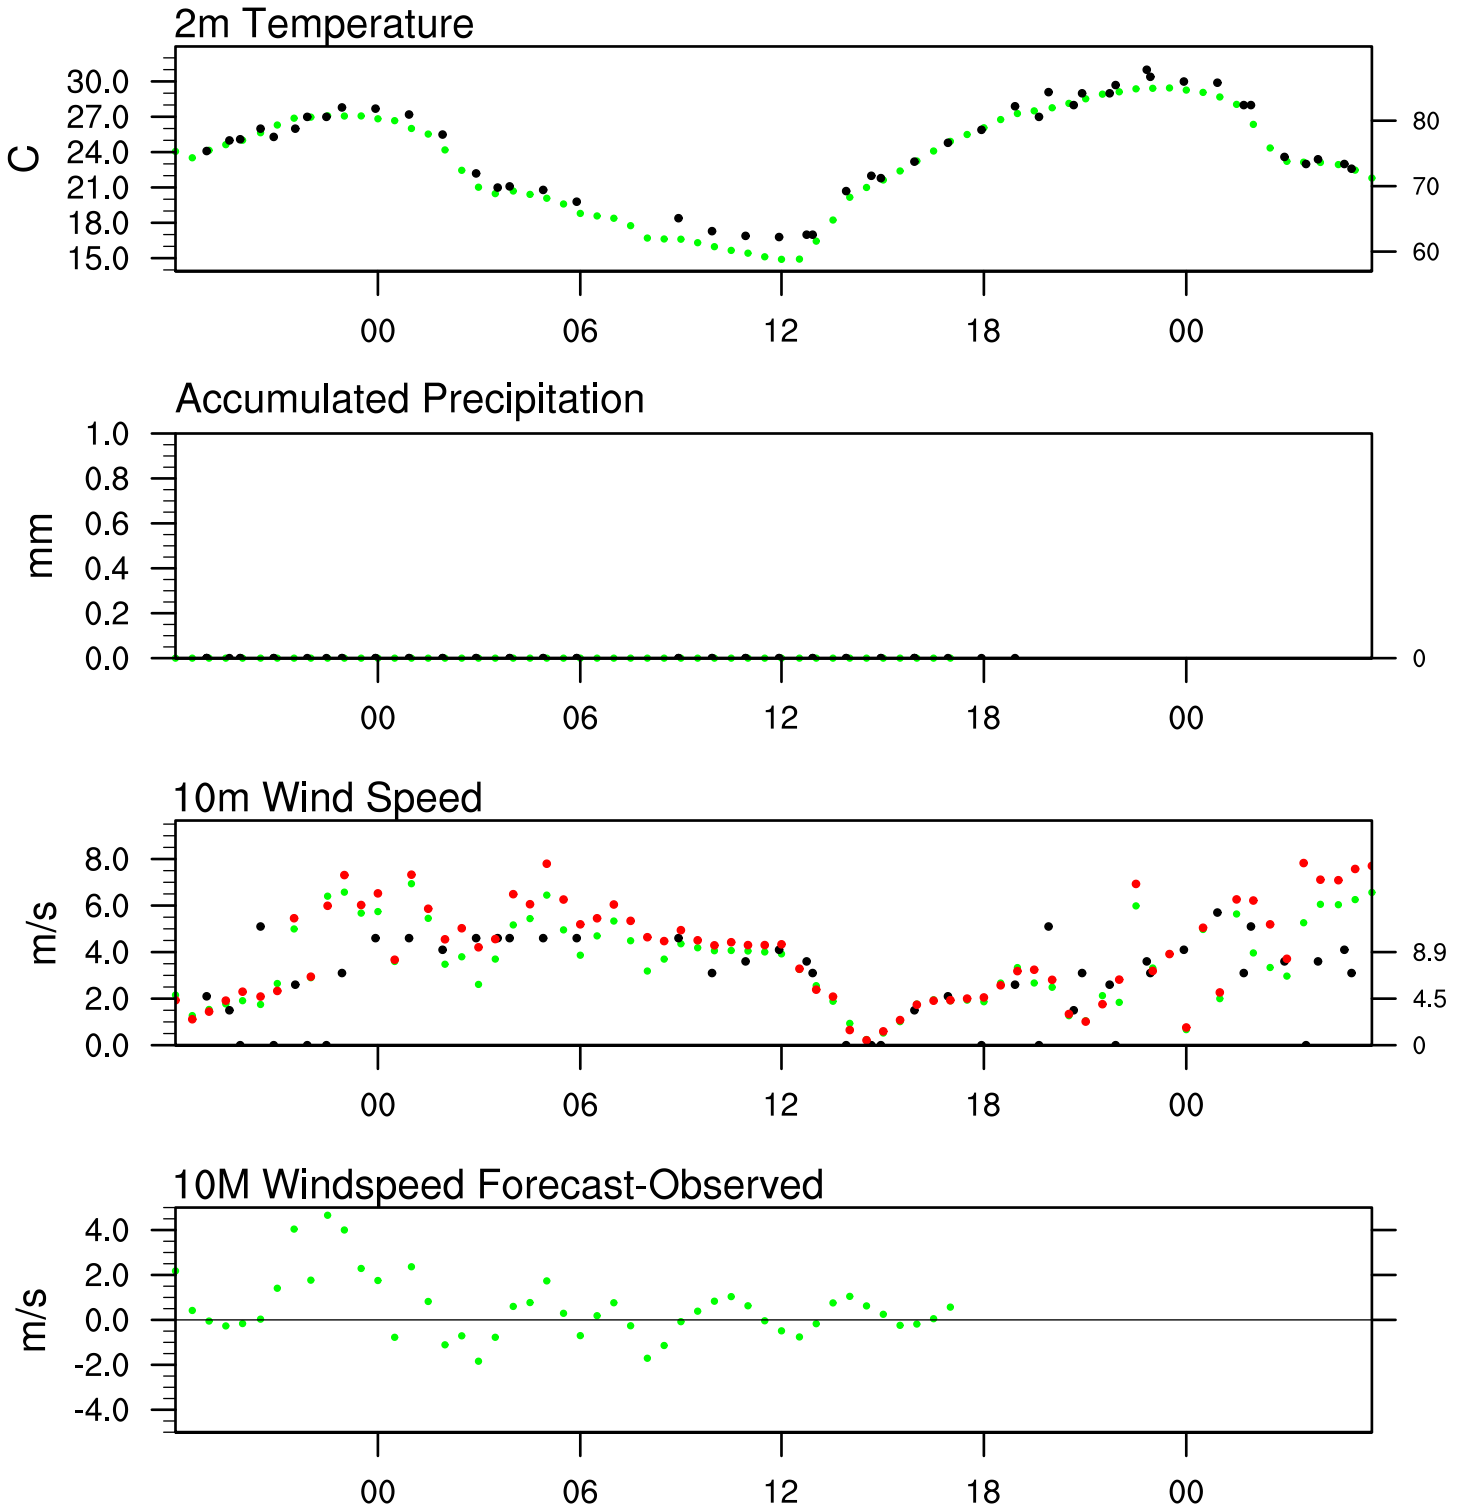 2m Temperature
30.0
27.0
24.0
21.0
18.0
15.0
C
80
70
60
00 06 12 18 00
Accumulated Precipitation
1.0
0.8
0.6
0.4
0.2
0.0
mm
0
00 06 12 18 00
10m Wind Speed
8.0
6.0
4.0
2.0
0.0
m/s
8.9
4.5
0
00 06 12 18 00
10M Windspeed Forecast-Observed
4.0
2.0
0.0
-2.0
-4.0
m/s
00 06 12 18 00